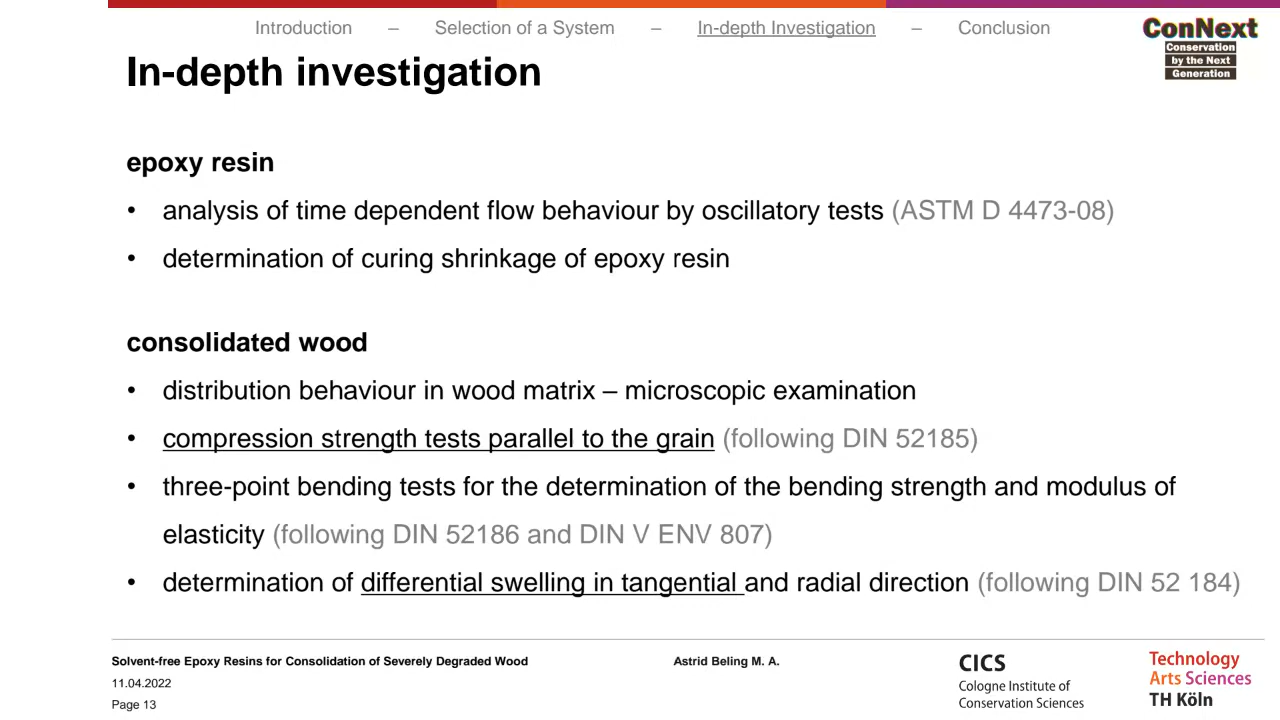 Introduction – Selection of a System – In-depth Investigation – Conclusion
ConNext
Conservation
by the Next
Generation
In-depth investigation
epoxy resin
• analysis of time dependent flow behaviour by oscillatory tests (ASTM D 4473-08)
• determination of curing shrinkage of epoxy resin
consolidated wood
• distribution behaviour in wood matrix – microscopic examination
• compression strength tests parallel to the grain (following DIN 52185)
• three-point bending tests for the determination of the bending strength and modulus of
elasticity (following DIN 52186 and DIN V ENV 807)
• determination of differential swelling in tangential and radial direction (following DIN 52 184)
Solvent-free Epoxy Resins for Consolidation of Severely Degraded Wood
Astrid Beling M. A.
11.04.2022
Page 13
CICS
Cologne Institute of
Conservation Sciences
Technology
Arts Sciences
TH Köln